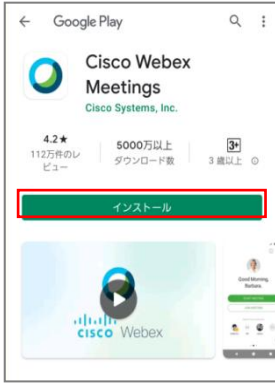 Google Play
Cisco Webex
Meetings
Cisco Systems, Inc.
4.2★
112万件のレ
ビュー
5000万以上
ダウンロード数
3+
3 歳以上
インストール
CISCO Webex
Good Morning,
Barbara